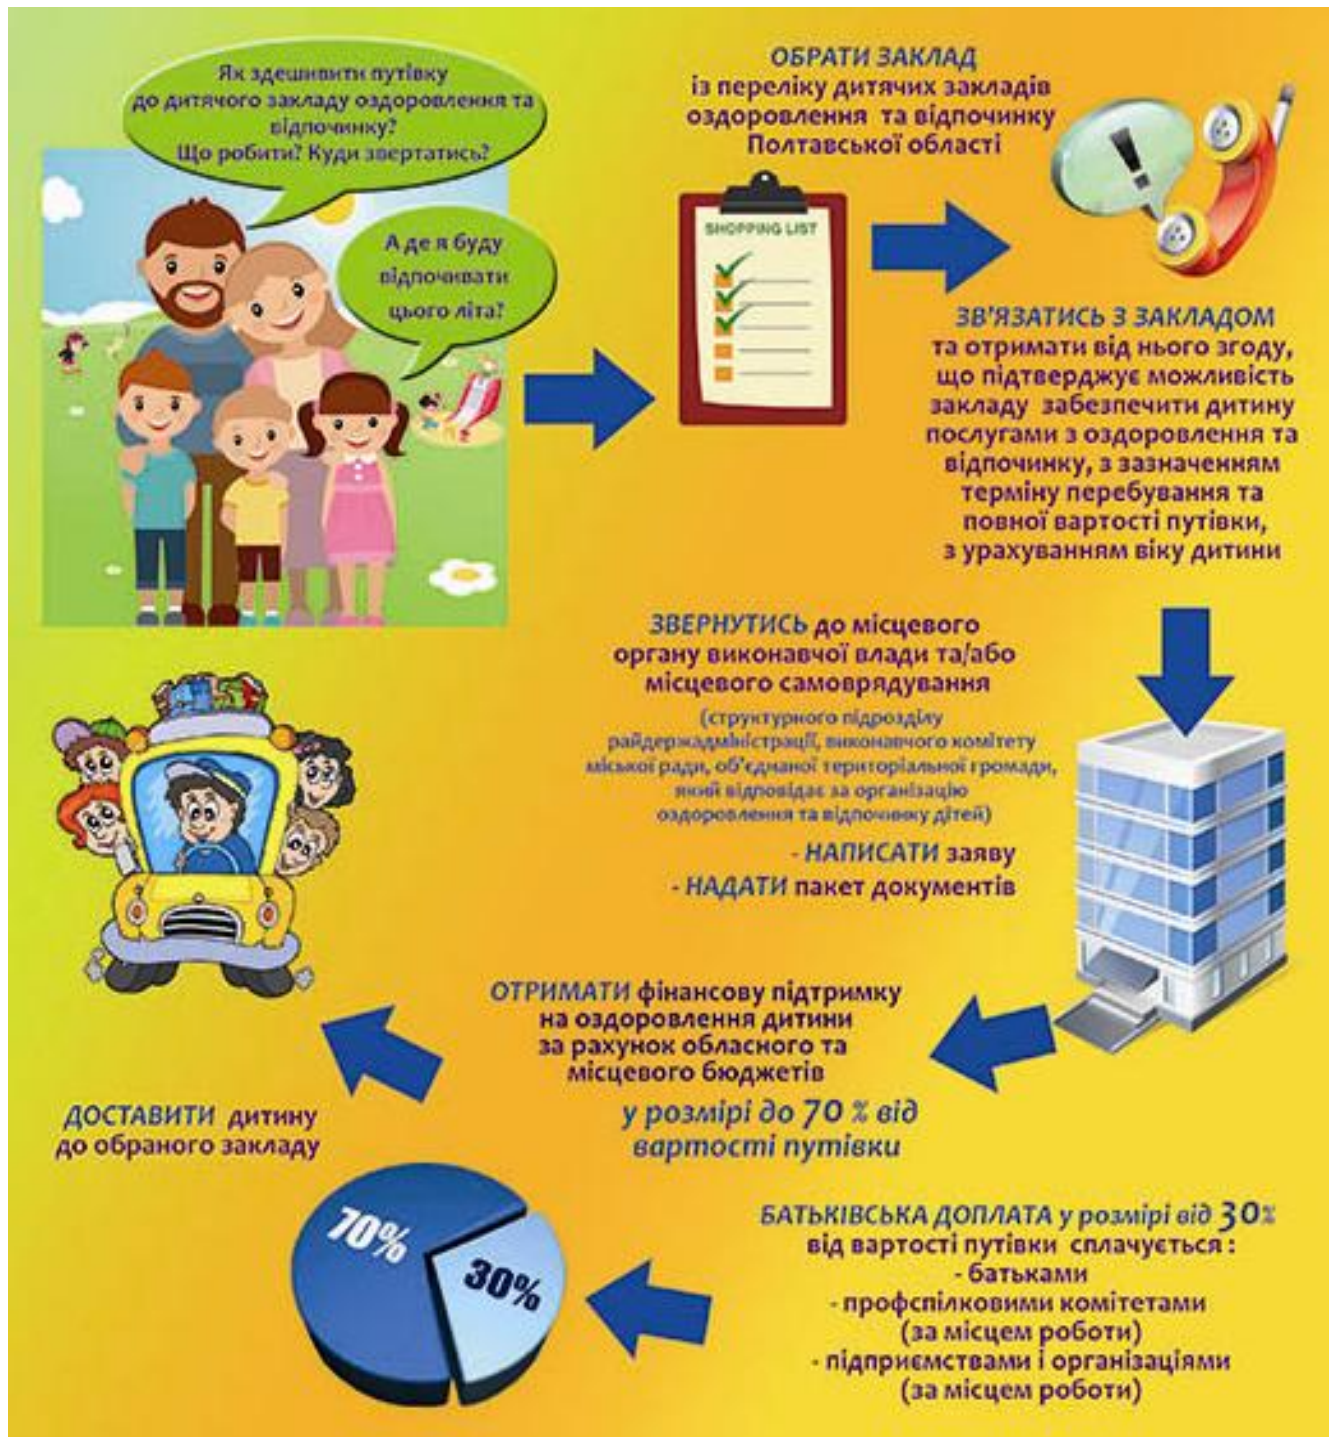 Як здешивити путівку
до дитячого закладу оздоровлення та
відпочинку?
Що робити? Куди звертатись?
А де я буду
відпочивати
цього літа?
ОБРАТИ ЗАКЛАД
із переліку дитячих закладів
оздоровлення та відпочинку
Полтавської області
SHOPPING LIST
ЗВ'ЯЗАТИСЬ З ЗАКЛАДОМ
та отримати від нього згоду,
що підтверджує можливість
закладу забезпечити дитину
послугами з оздоровлення та
відпочинку, з зазначенням
терміну перебування та
повної вартості путівки,
з урахуванням віку дитини
ЗВЕРНУТИСЬ до місцевого
органу виконавчої влади та/або
місцевого самоврядування
(структурного підрозділу
райдержадміністрації, виконавчого комітету
міської ради, об'єднаної територіальної громади,
який відповідає за організацію
оздоровлення та відпочинку дітей)
- НАПИСАТИ заяву
- НАДАТИ пакет документів
ОТРИМАТИ фінансову підтримку
на оздоровлення дитини
за рахунок обласного та
місцевого бюджетів
у розмірі до 70 % від
вартості путівки
ДОСТАВИТИ дитину
до обраного закладу
70%
30%
БАТЬКІВСЬКА ДОПЛАТА у розмірі від 30%
від вартості путівки сплачується :
- батьками
- профспілковими комітетами
(за місцем роботи)
- підприємствами і організаціями
(за місцем роботи)